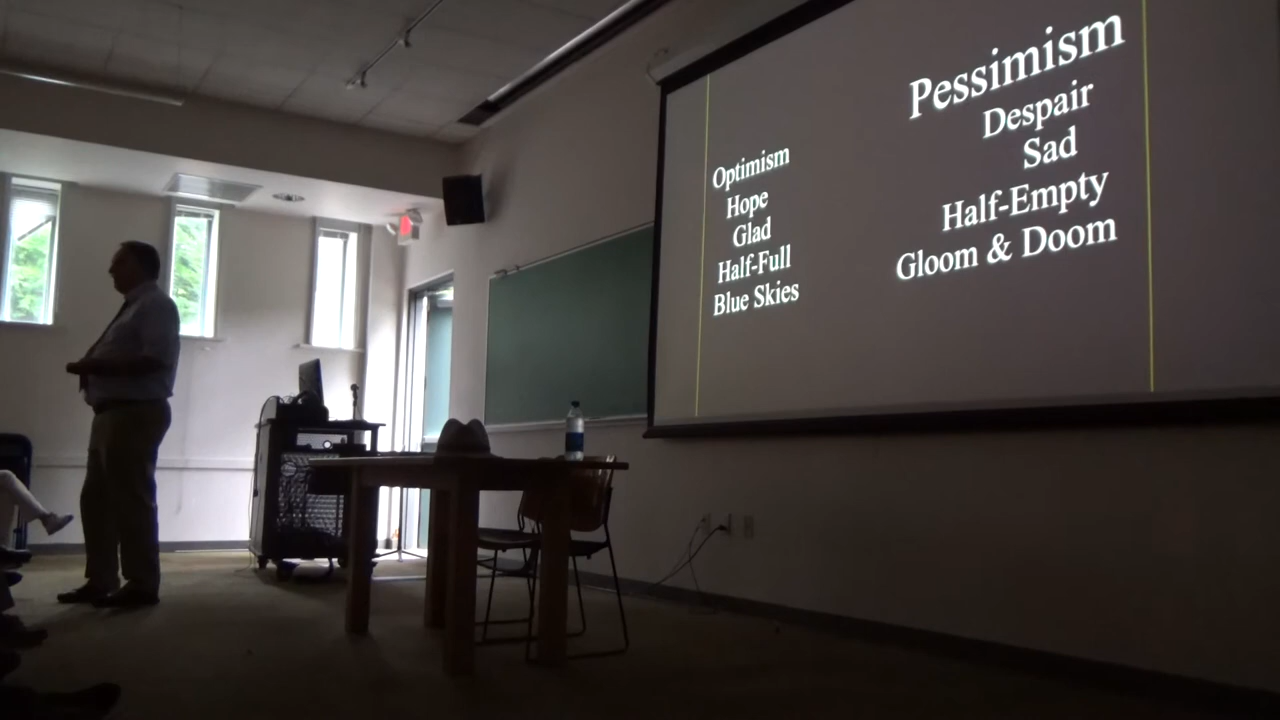 Optimism
Hope
Glad
Half-Full
Blue Skies
Pessimism
Despair
Sad
Half-Empty
Gloom & Doom